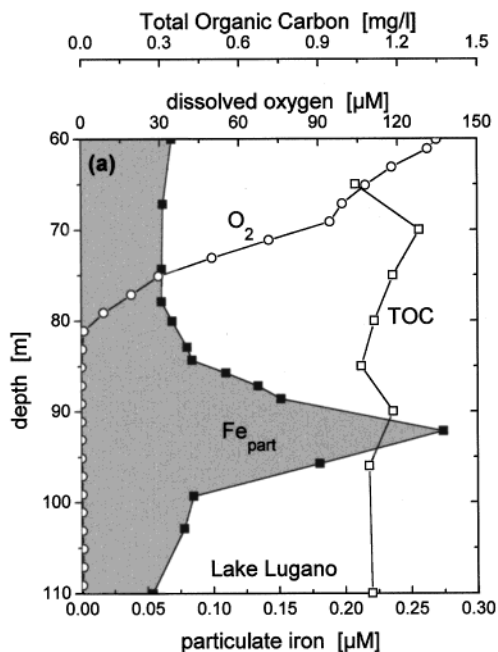 Total Organic Carbon [mg/l]
0.0 0.3 0.6 0.9 1.2 1.5
dissolved oxygen [µM]
0 30 60 90 120 150
(a)
60
70
80
90
100
110
depth [m]
O2
TOC
Fepart
Lake Lugano
0.00 0.05 0.10 0.15 0.20 0.25 0.30
particulate iron [µM]